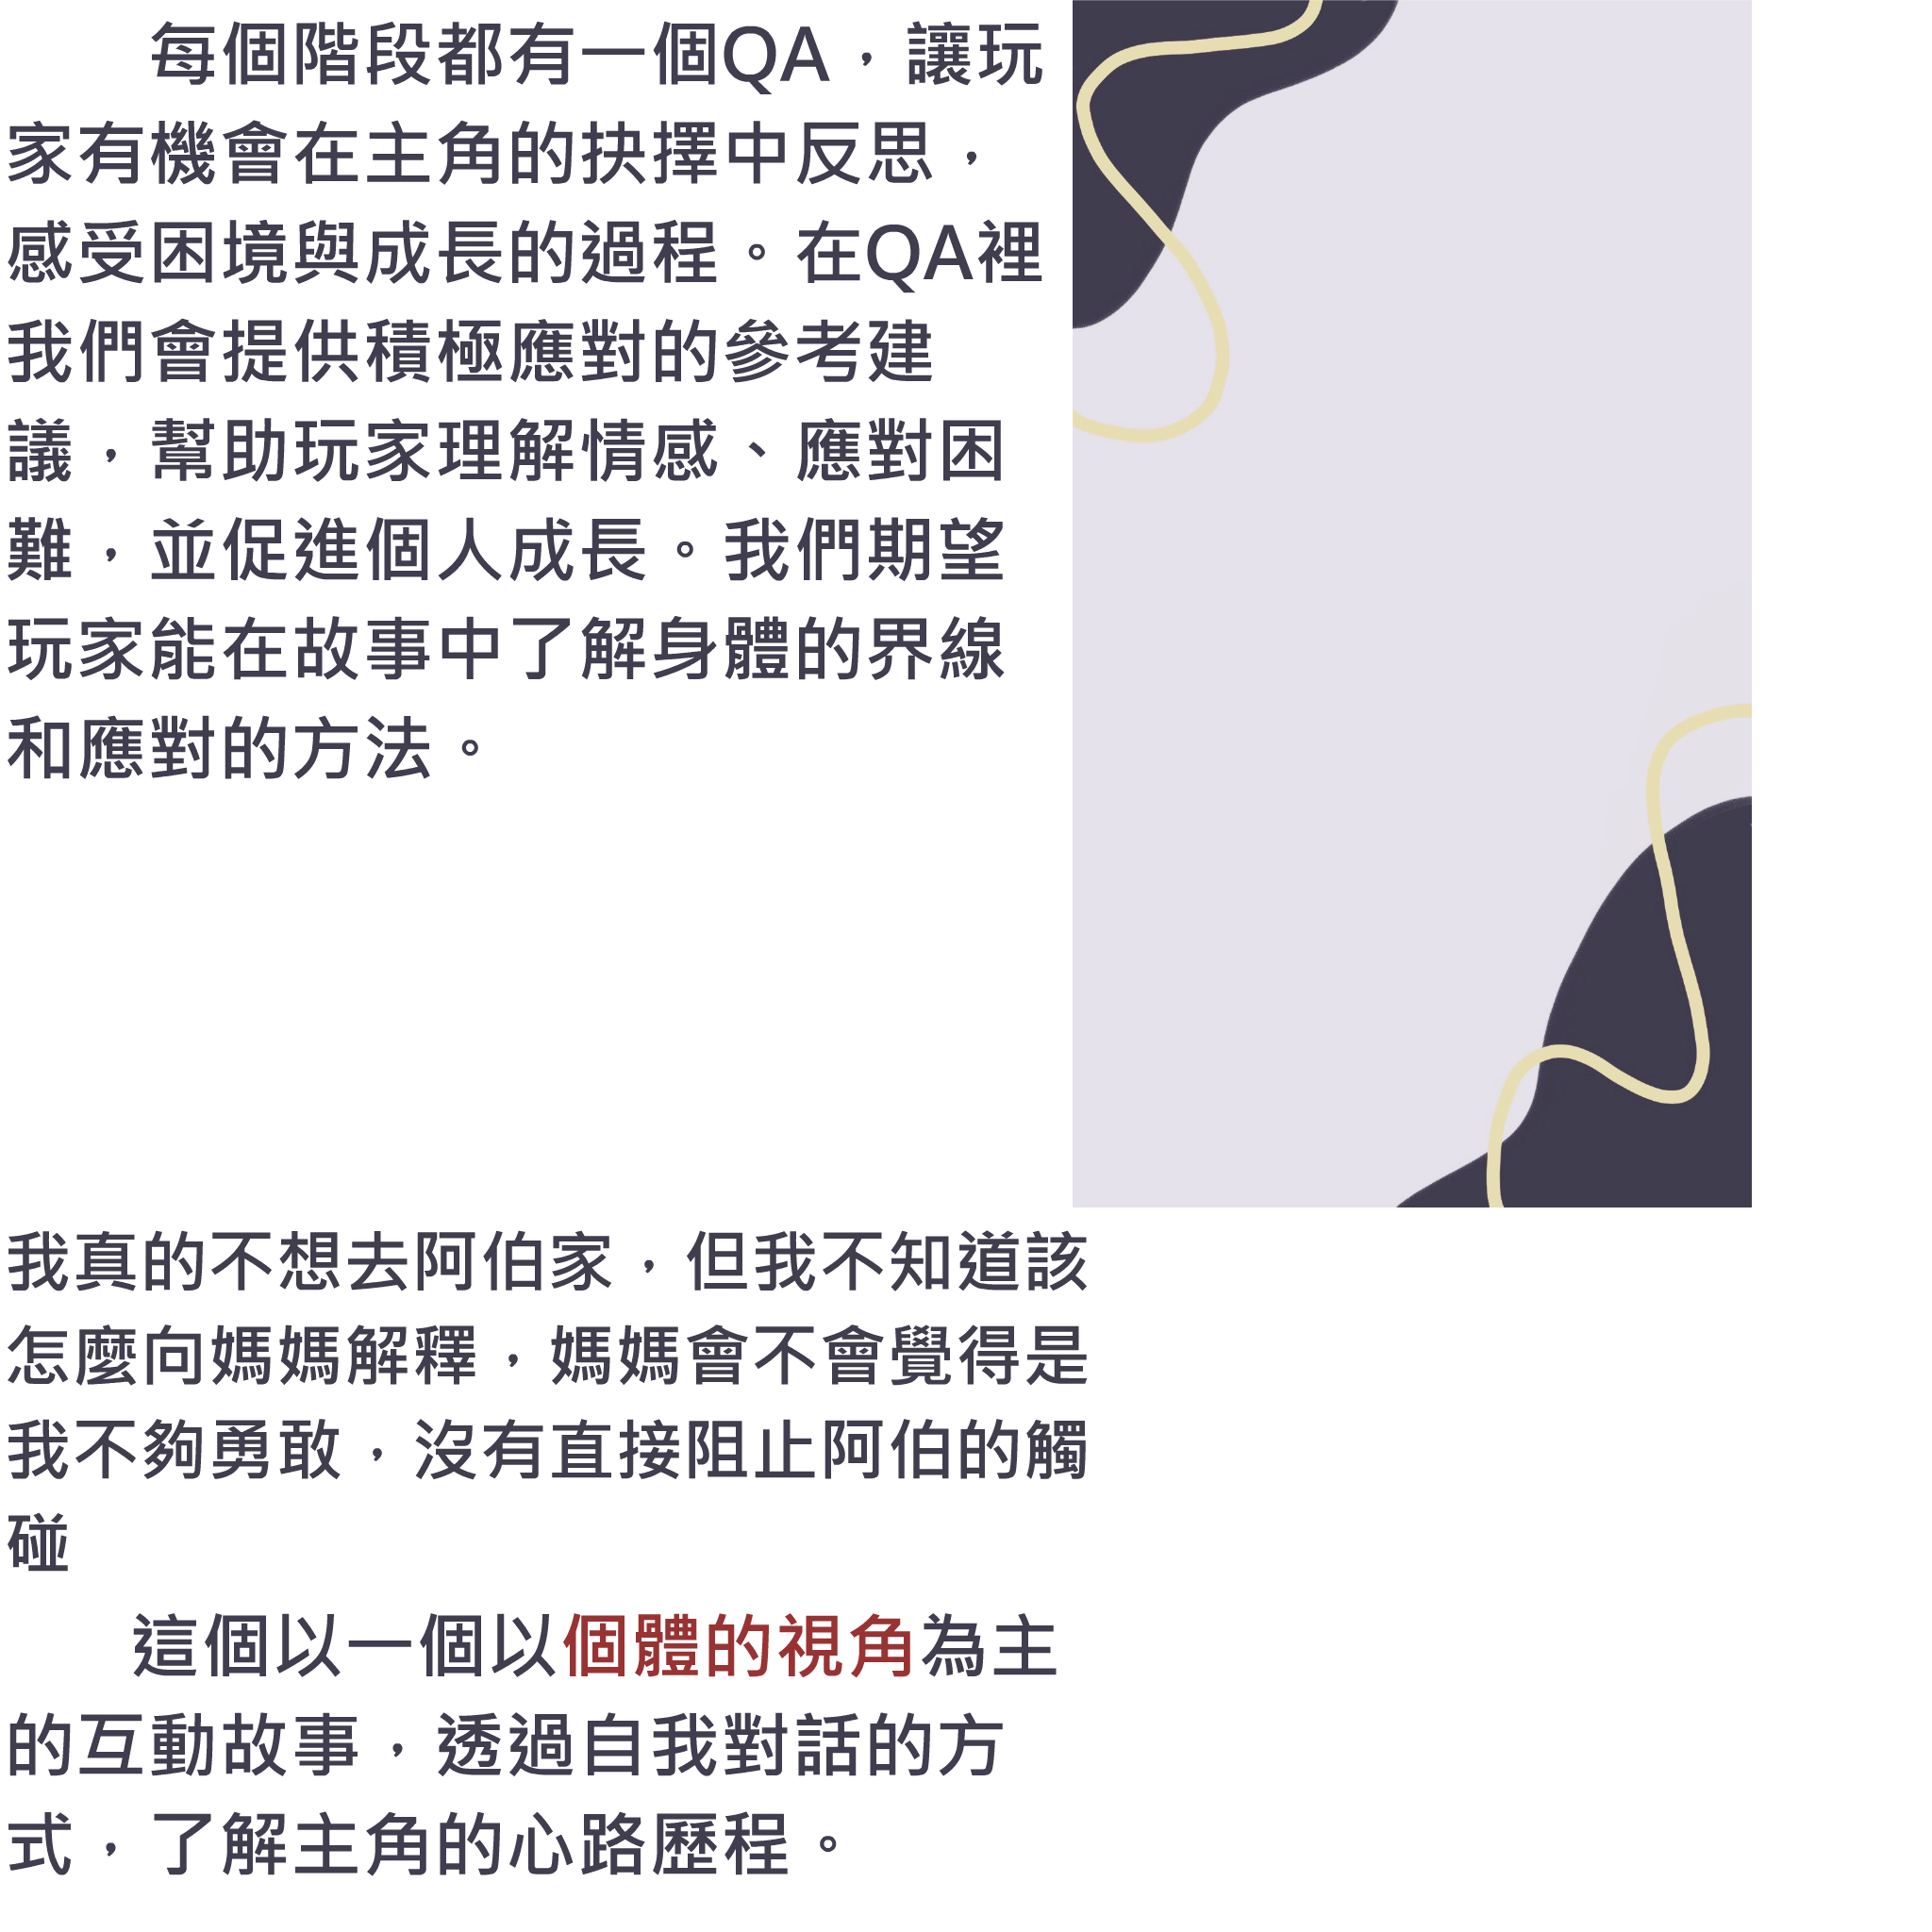 每個階段都有一個QA，讓玩
家有機會在主角的抉擇中反思，
感受困境與成長的過程。在QA裡
我們會提供積極應對的參考建
議，幫助玩家理解情感、應對困
難，並促進個人成長。我們期望
玩家能在故事中了解身體的界線
和應對的方法。
我真的不想去阿伯家，但我不知道該
怎麼向媽媽解釋，媽媽會不會覺得是
我不夠勇敢，沒有直接阻止阿伯的觸
碰
這個以一個以個體的視角為主
的互動故事，透過自我對話的方
式，了解主角的心路歷程。